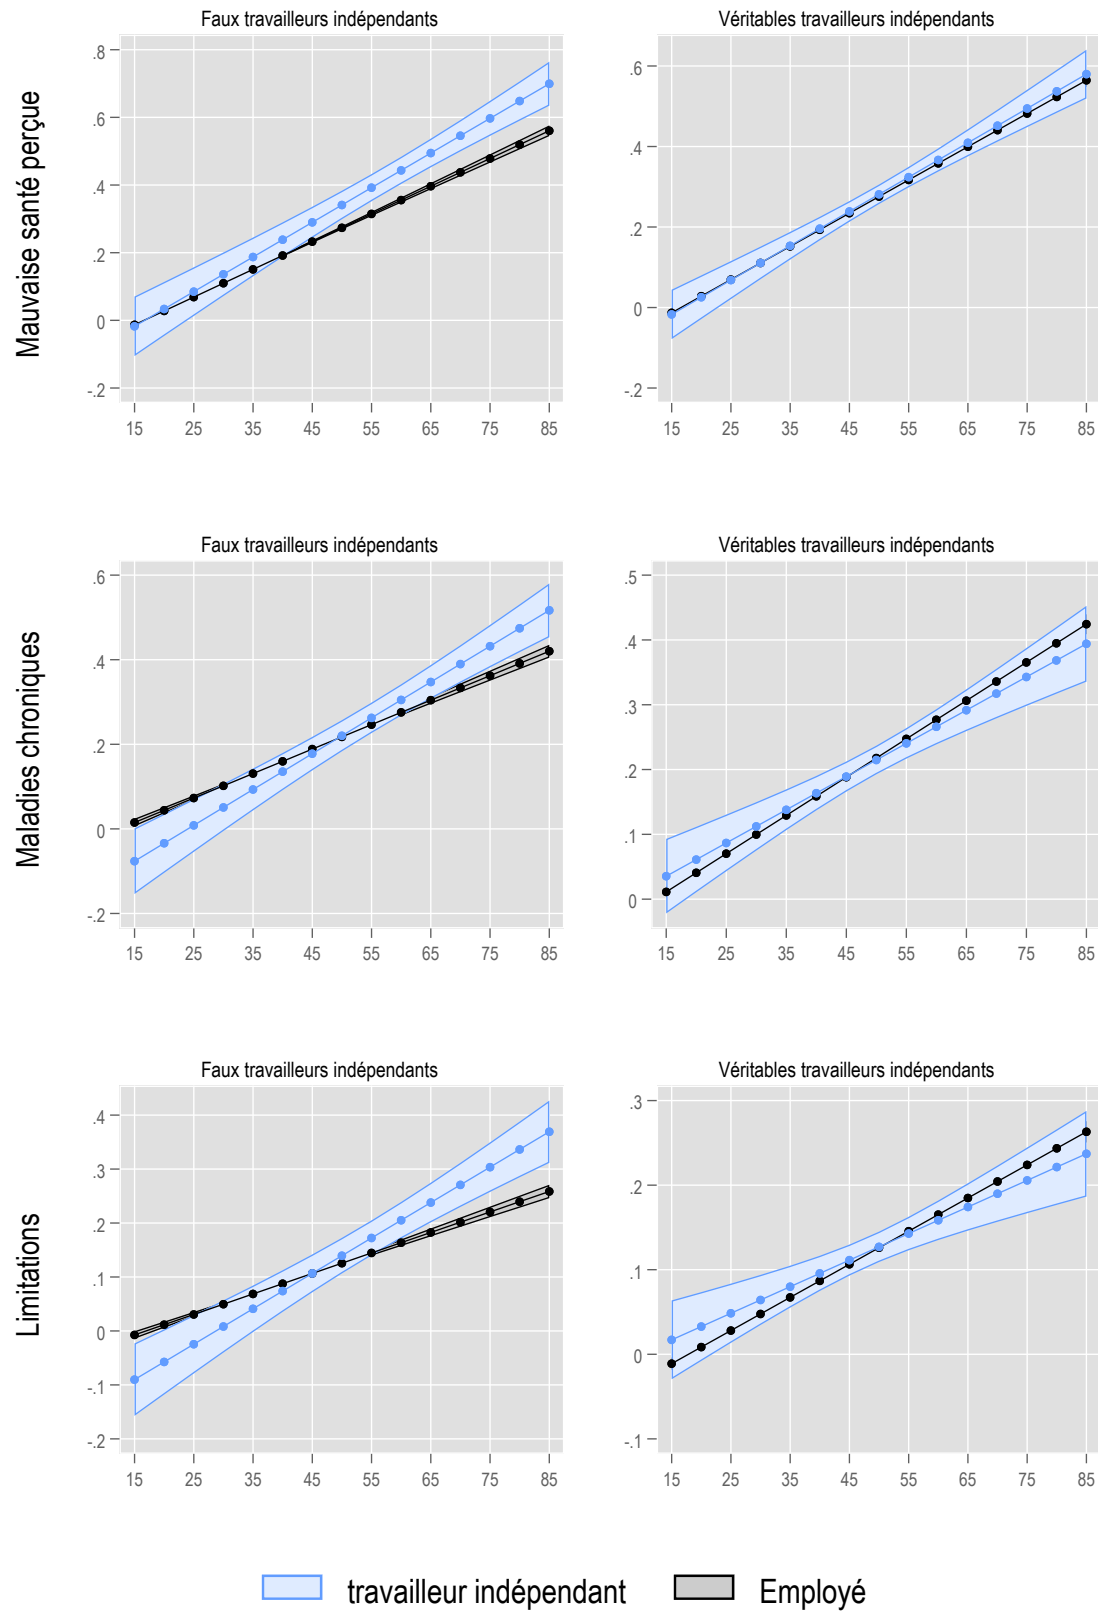 Faux travailleurs indépendants
Véritables travailleurs indépendants
Mauvaise santé perçue
.8
.6
.4
.2
0
-.2
15 25 35 45 55 65 75 85
.6
.4
.2
0
-.2
15 25 35 45 55 65 75 85
Faux travailleurs indépendants
Véritables travailleurs indépendants
Maladies chroniques
.6
.4
.2
0
-.2
15 25 35 45 55 65 75 85
.5
.4
.3
.2
.1
0
15 25 35 45 55 65 75 85
Faux travailleurs indépendants
Véritables travailleurs indépendants
Limitations
.4
.3
.2
.1
0
-.1
-.2
15 25 35 45 55 65 75 85
.3
.2
.1
0
-.1
15 25 35 45 55 65 75 85
travailleur indépendant
Employé